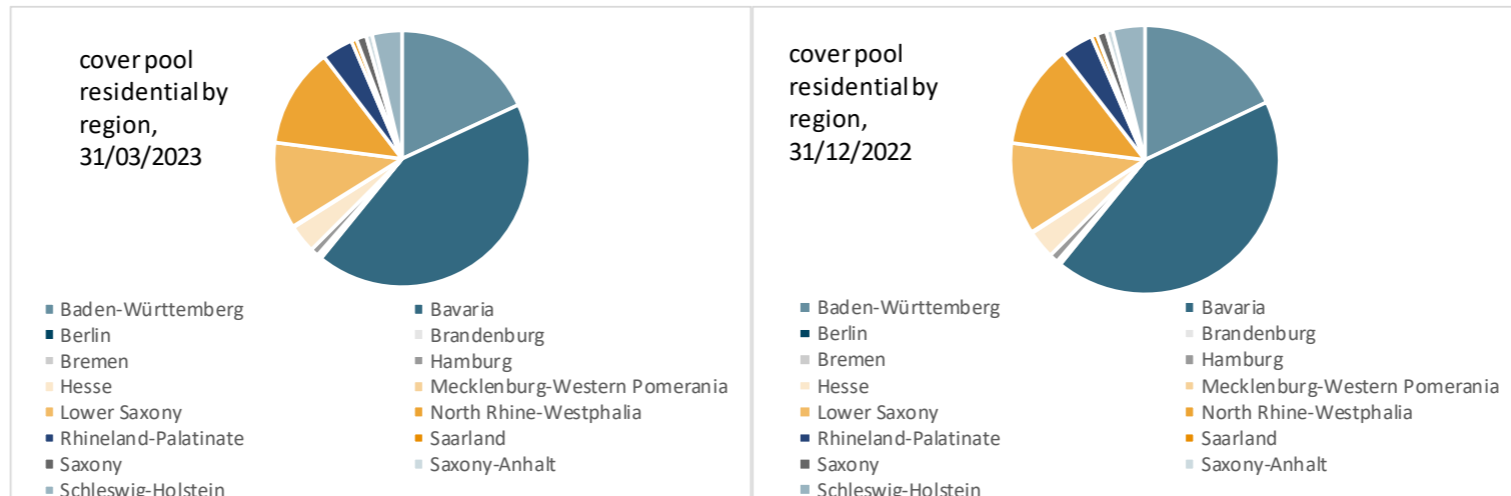 cover pool
residential by
region,
31/03/2023
Baden-Württemberg
Bavaria
Berlin
Brandenburg
Bremen
Hamburg
Hesse
Mecklenburg-Western Pomerania
Lower Saxony
North Rhine-Westphalia
Rhineland-Palatinate
Saarland
Saxony
Saxony-Anhalt
Schleswig-Holstein
cover pool
residential by
region,
31/12/2022
Baden-Württemberg
Bavaria
Berlin
Brandenburg
Bremen
Hamburg
Hesse
Mecklenburg-Western Pomerania
Lower Saxony
North Rhine-Westphalia
Rhineland-Palatinate
Saarland
Saxony
Saxony-Anhalt
Schleswig-Holstein